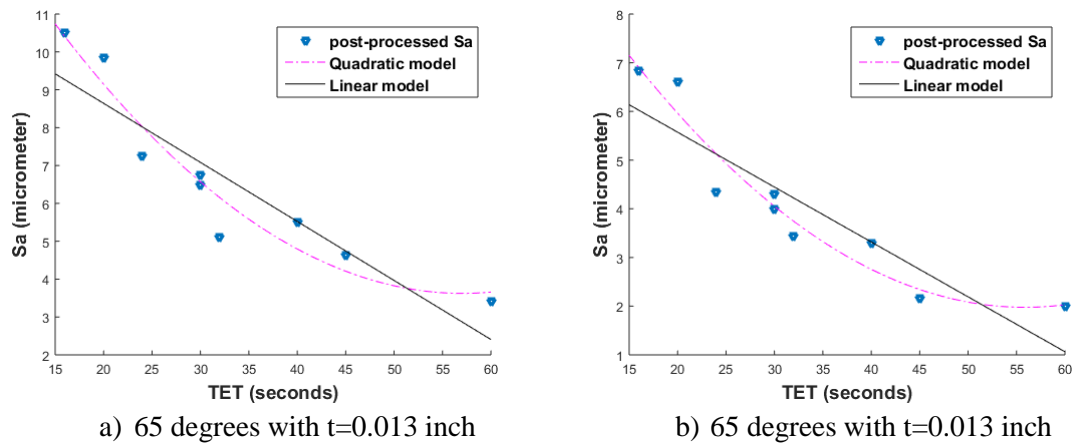 11
10
9
8
7
6
5
4
3
2
Sa (micrometer)
post-processed Sa
Quadratic model
Linear model
15 20 25 30 35 40 45 50 55 60
TET (seconds)
a) 65 degrees with t=0.013 inch
8
7
6
5
4
3
2
1
Sa (micrometer)
post-processed Sa
Quadratic model
Linear model
15 20 25 30 35 40 45 50 55 60
TET (seconds)
b) 65 degrees with t=0.013 inch